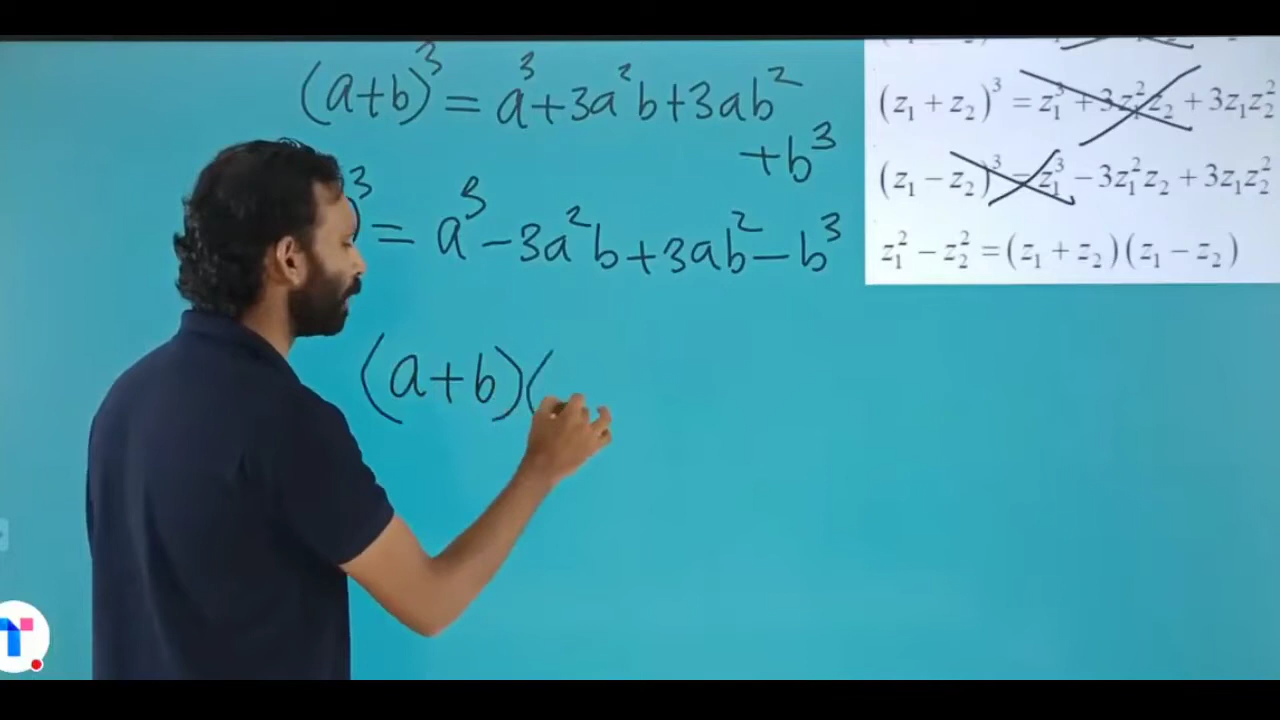 (a+b)³ = a³+3a²b+3ab²
+b³
)³ = a³-3a²b+3ab²-b³
(a+b)(
(z₁ + z₂)³ = z₁³ + 3z₁²z₂ + 3z₁z₂²
(z₁ − z₂)³ = z₁³ − 3z₁²z₂ + 3z₁z₂²
z₁² − z₂² = (z₁ + z₂)(z₁ − z₂)